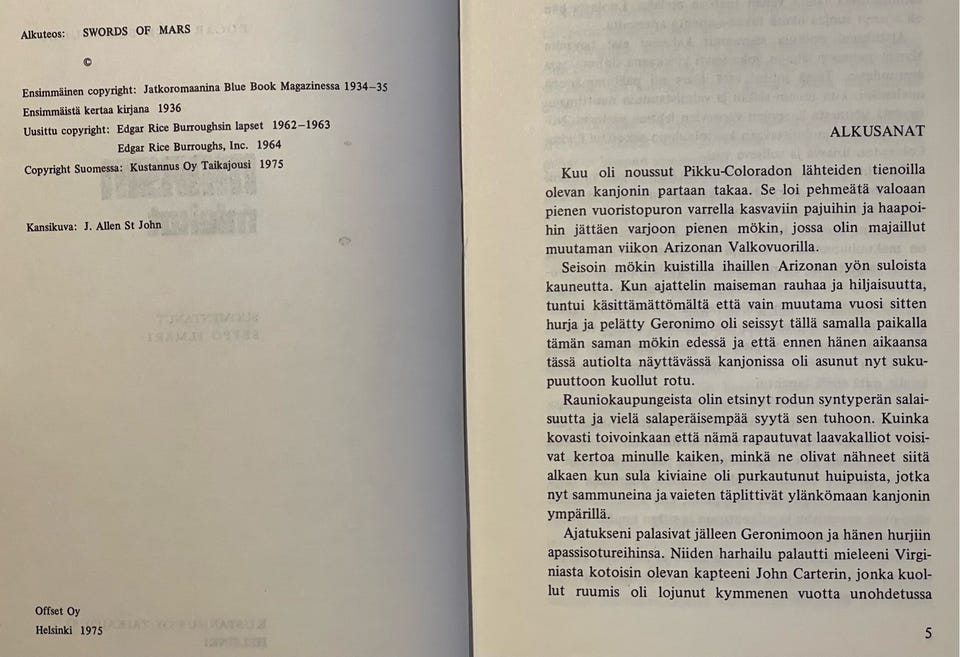 Alkuteos: SWORDS OF MARS
©
Ensimmäinen copyright: Jatkoromaanina Blue Book Magazinessa 1934–35
Ensimmäistä kertaa kirjana 1936
Uusittu copyright: Edgar Rice Burroughsin lapset 1962–1963
Edgar Rice Burroughs, Inc. 1964
Copyright Suomessa: Kustannus Oy Taikajousi 1975
Kansikuva: J. Allen St John
Offset Oy
Helsinki 1975
ALKUSANAT
Kuu oli noussut Pikku-Coloradon lähteiden tienoilla
olevan kanjonin partaan takaa. Se loi pehmeätä valoaan
pienen vuoristopuron varrella kasvaviin pajuihin ja haapoi-
hin jättäen varjoon pienen mökin, jossa olin majaillut
muutaman viikon Arizonan Valkovuorilla.
Seisoin mökin kuistilla ihaillen Arizonan yön suloista
kauneutta. Kun ajattelin maiseman rauhaa ja hiljaisuutta,
tuntui käsittämättömältä että vain muutama vuosi sitten
hurja ja pelätty Geronimo oli seissyt tällä samalla paikalla
tämän saman mökin edessä ja että ennen hänen aikaansa
tässä autiolta näyttävässä kanjonissa oli asunut nyt suku-
puuttoon kuollut rotu.
Rauniokaupungeista olin etsinyt rodun syntyperän salai-
suutta ja vielä salaperäisempää syytä sen tuhoon. Kuinka
kovasti toivoinkaan että nämä rapautuvat laavakalliot voisi-
vat kertoa minulle kaiken, minkä ne olivat nähneet siitä
alkaen kun sula kiviaine oli purkautunut huipuista, jotka
nyt sammuneina ja vaieten täplittivät ylänkömaan kanjonin
ympärillä.
Ajatukseni palasivat jälleen Geronimoon ja hänen hurjiin
apassisotureihinsa. Niiden harhailu palautti mieleeni Virgi-
niasta kotoisin olevan kapteeni John Carterin, jonka kuol-
lut ruumis oli lojunut kymmenen vuotta unohdetussa
5